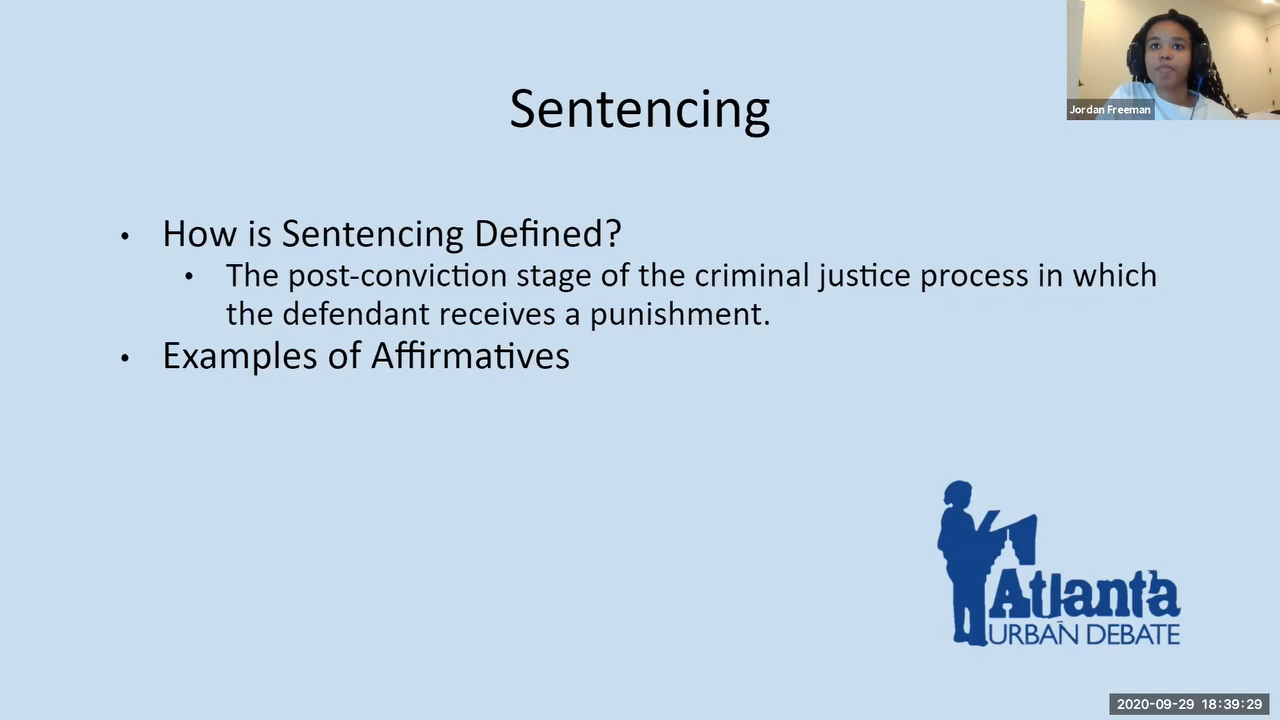 Jordan Freeman
Sentencing
• How is Sentencing Defined?
• The post-conviction stage of the criminal justice process in which
the defendant receives a punishment.
• Examples of Affirmatives
Atlanta
URBAN DEBATE
2020-09-29 18:39:29